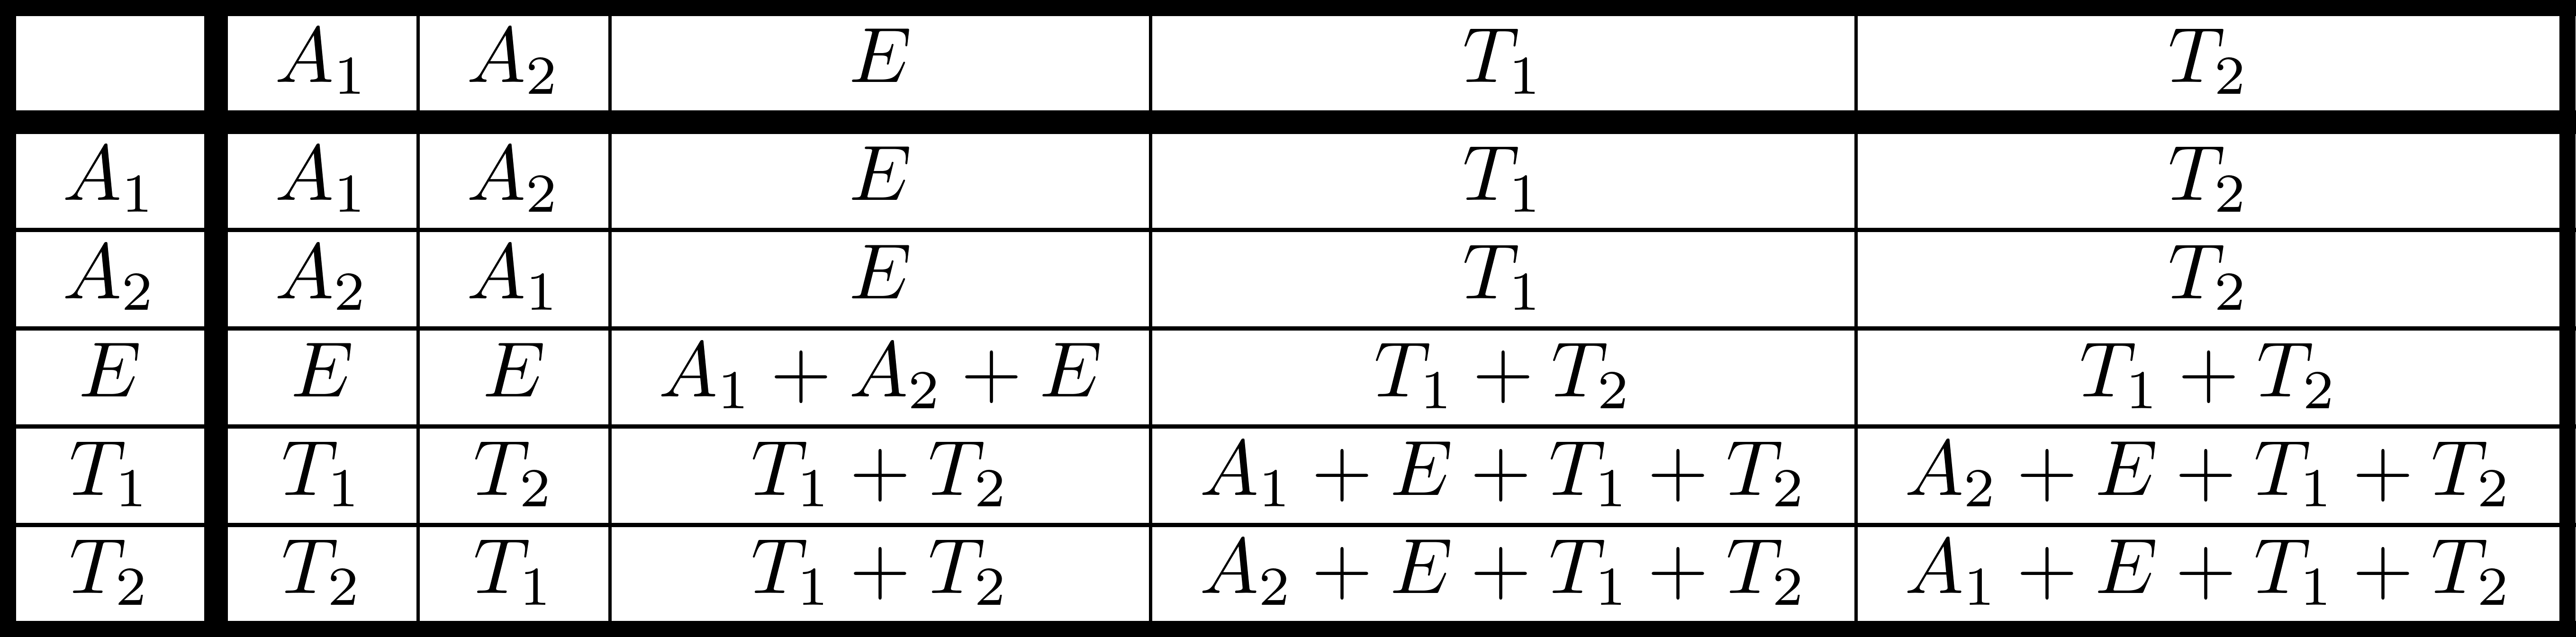 A₁ A₂ E T₁ T₂
A₁ A₁ A₂ E T₁ T₂
A₂ A₂ A₁ E T₁ T₂
E E E A₁ + A₂ + E T₁ + T₂ T₁ + T₂
T₁ T₁ T₂ T₁ + T₂ A₁ + E + T₁ + T₂ A₂ + E + T₁ + T₂
T₂ T₂ T₁ T₁ + T₂ A₂ + E + T₁ + T₂ A₁ + E + T₁ + T₂